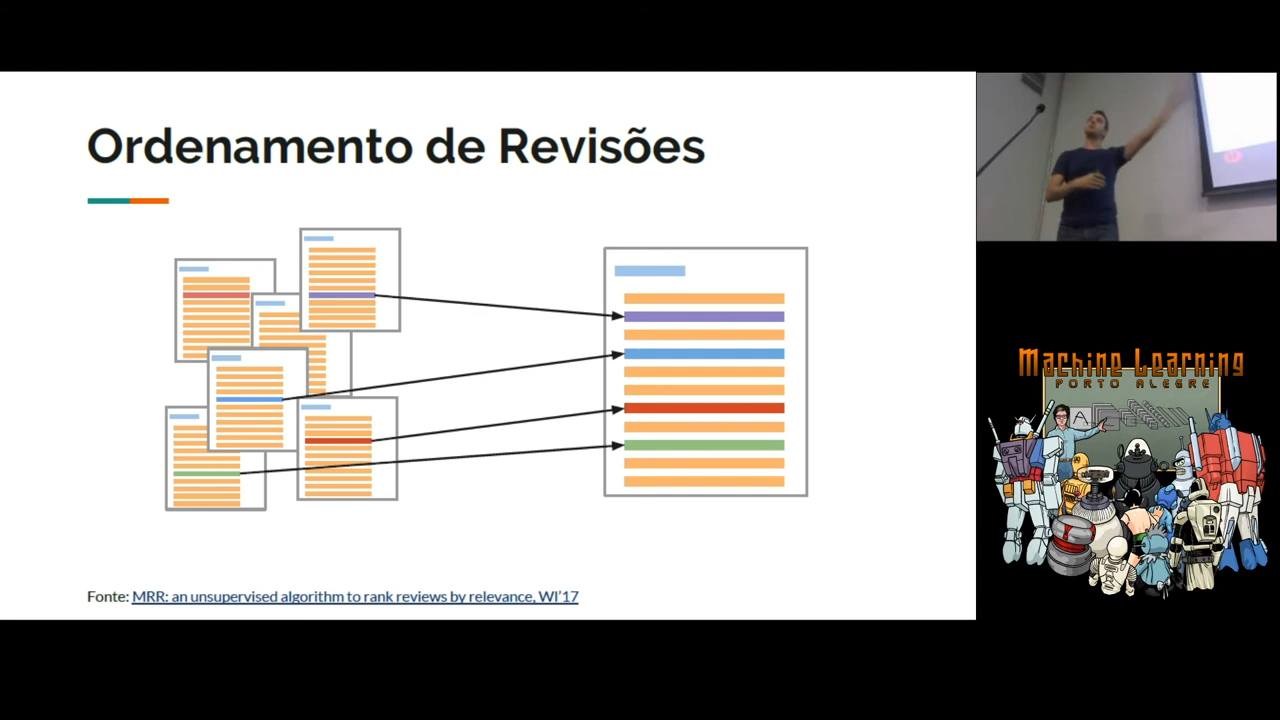 Ordenamento de Revisões
Fonte: MRR: an unsupervised algorithm to rank reviews by relevance, WI'17
Machine Learning
PORTO ALEGRE
A